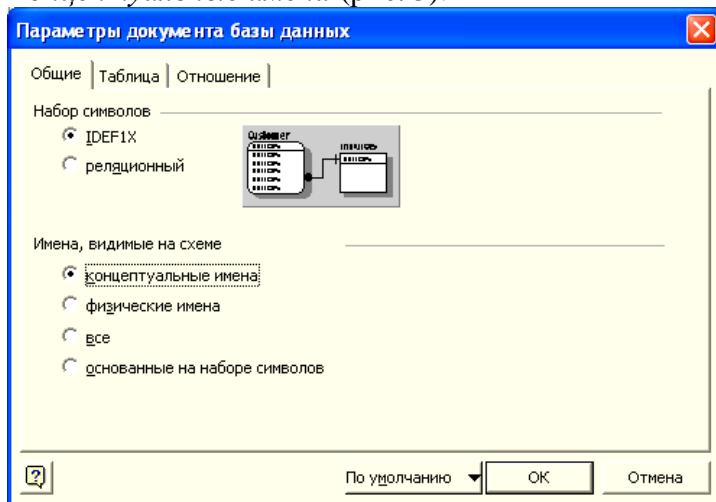 Параметры документа базы данных
Общие Таблица Отношение
Набор символов
IDEF1X
реляционный
Customer
Имена, видимые на схеме
концептуальные имена
физические имена
все
основанные на наборе символов
По умолчанию ОК Отмена